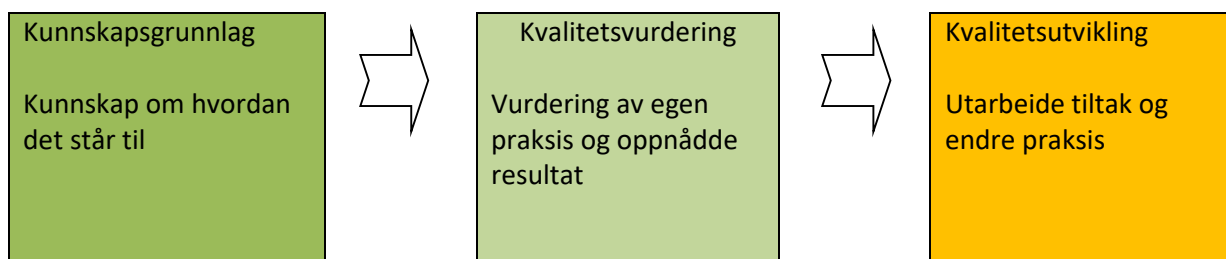 Kunnskapsgrunnlag
Kunnskap om hvordan
det står til
Kvalitetsvurdering
Vurdering av egen
praksis og oppnådde
resultat
Kvalitetsutvikling
Utarbeide tiltak og
endre praksis